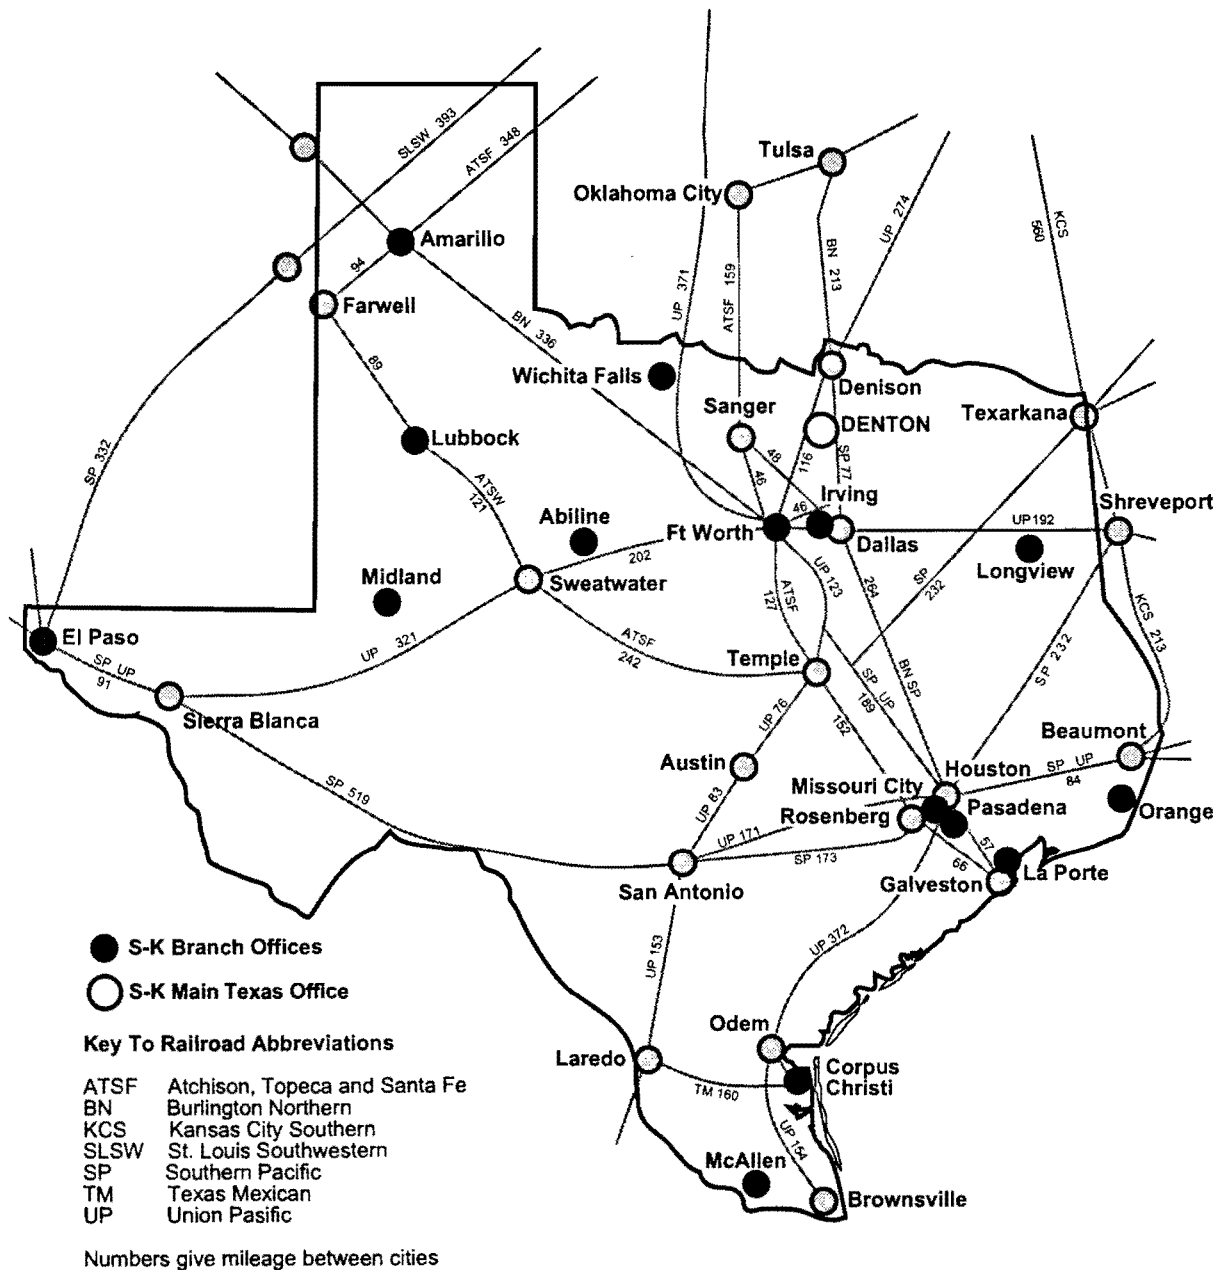 SLSW 393
ATSF 348
Tulsa
Oklahoma City
UP 274
KCS
560
Amarillo
94
BN 213
ATSF 159
UP 371
Farwell
BN 336
89
Wichita Falls
Denison
Sanger
DENTON
Texarkana
Lubbock
48
116
SP 77
46
SP 332
ATSW
121
Irving
46
Shreveport
Abiline
Ft Worth
Dallas
UP192
202
Longview
Midland
Sweatwater
UP 123
ATSF
127
264
SP
232
KCS 213
El Paso
UP 321
ATSF
242
Temple
SP 232
SP UP
91
BN SP
SP UP
189
Sierra Blanca
UP 76
152
Beaumont
Austin
Houston
SP UP
84
SP 519
Missouri City
Rosenberg
Pasadena
Orange
UP 83
UP 171
SP 173
57
66
La Porte
San Antonio
Galveston
S-K Branch Offices
UP 153
UP 372
S-K Main Texas Office
Odem
Key To Railroad Abbreviations
Laredo
Corpus
Christi
TM 160
ATSF Atchison, Topeca and Santa Fe
BN Burlington Northern
KCS Kansas City Southern
SLSW St. Louis Southwestern
SP Southern Pacific
TM Texas Mexican
UP Union Pasific
UP 154
McAllen
Brownsville
Numbers give mileage between cities